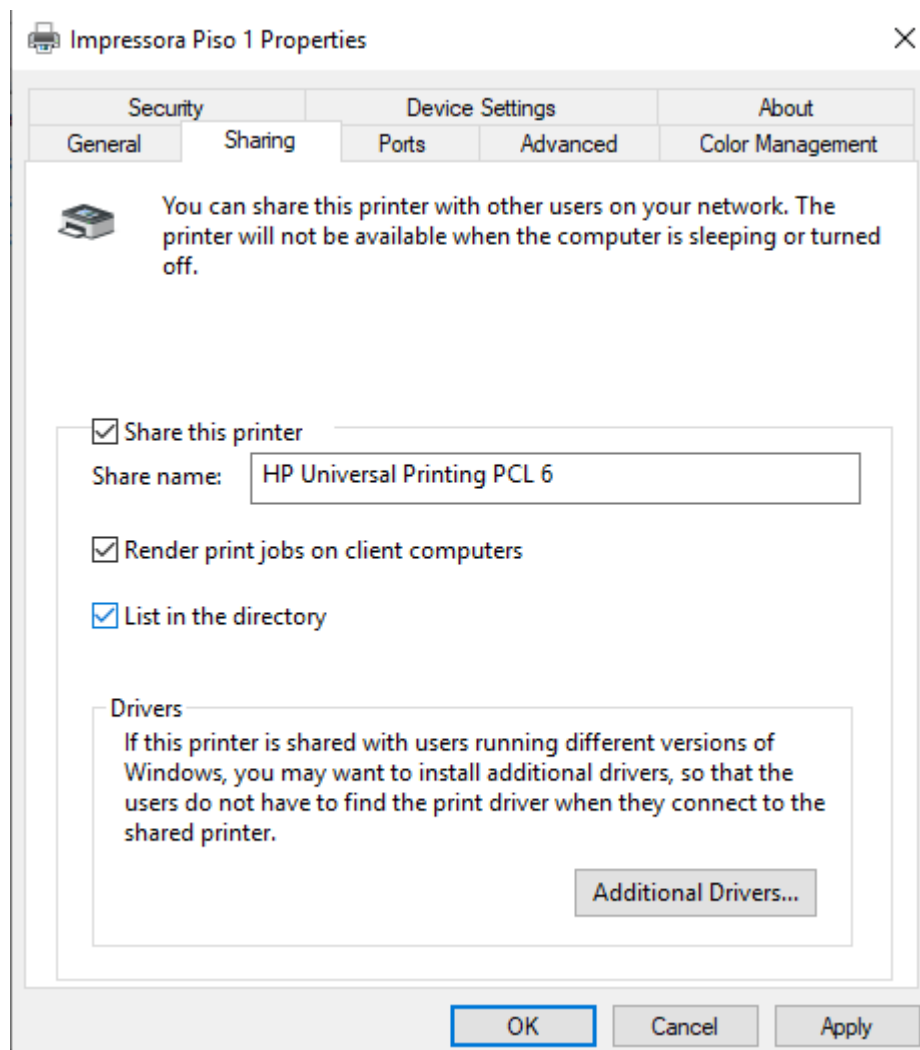 Impressora Piso 1 Properties
Security
Device Settings
About
General
Sharing
Ports
Advanced
Color Management
You can share this printer with other users on your network. The
printer will not be available when the computer is sleeping or turned
off.
Share this printer
Share name:
HP Universal Printing PCL 6
Render print jobs on client computers
List in the directory
Drivers
If this printer is shared with users running different versions of
Windows, you may want to install additional drivers, so that the
users do not have to find the print driver when they connect to the
shared printer.
Additional Drivers...
OK
Cancel
Apply